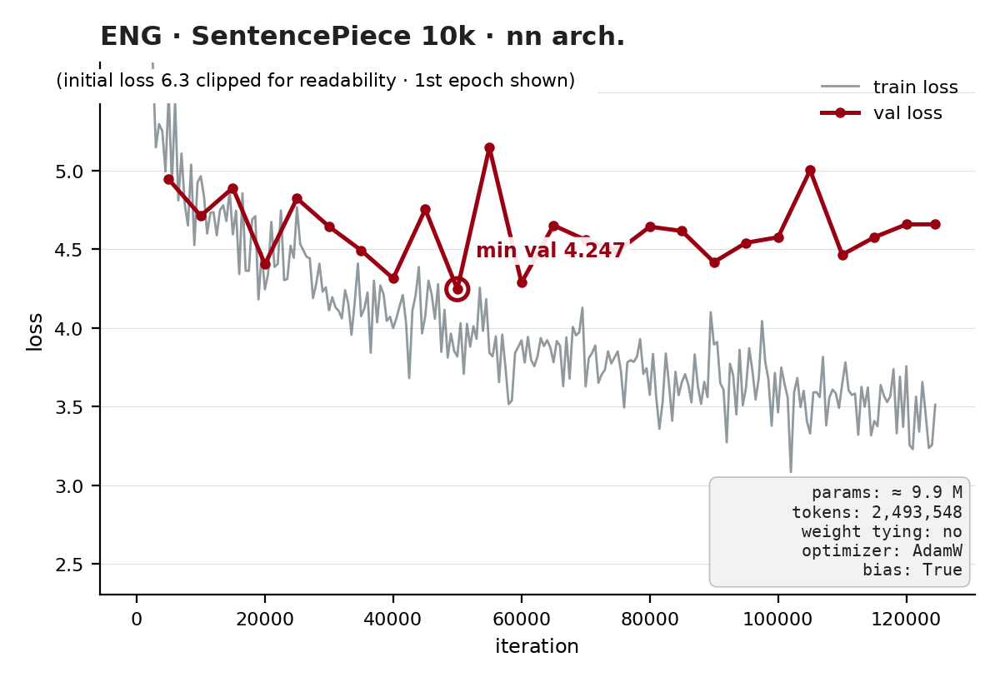 ENG · SentencePiece 10k · nn arch.
(initial loss 6.3 clipped for readability · 1st epoch shown)
train loss
val loss
5.0
4.5
4.0
3.5
3.0
2.5
loss
min val 4.247
params: ≈ 9.9 M
tokens: 2,493,548
weight tying: no
optimizer: AdamW
bias: True
0
20000
40000
60000
80000
100000
120000
iteration